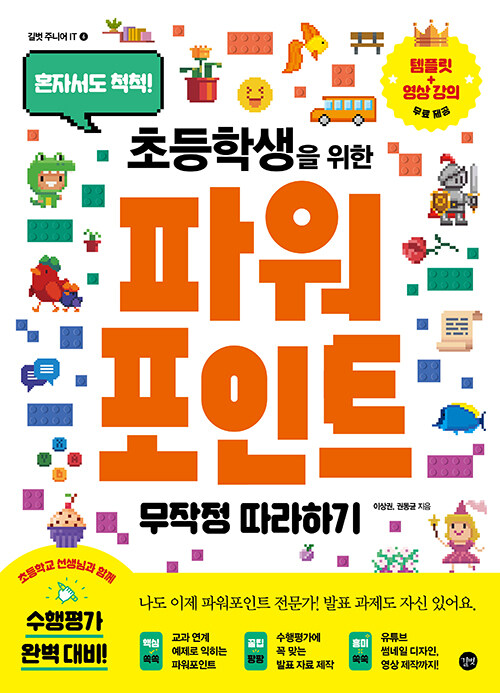 길벗 주니어 IT 4
혼자서도 척척!
템플릿
+
영상 강의
무료 제공
초등학생을 위한
파워
포인트
무작정 따라하기
이상권, 권동균 지음
초등학교 선생님과 함께
수행평가
완벽 대비!
나도 이제 파워포인트 전문가! 발표 과제도 자신 있어요.
핵심
쏙쏙
교과 연계
예제로 익히는
파워포인트
꿀팁
팡팡
수행평가에
꼭 맞는
발표 자료 제작
흥미
쑥쑥
유튜브
썸네일 디자인,
영상 제작까지!
길벗